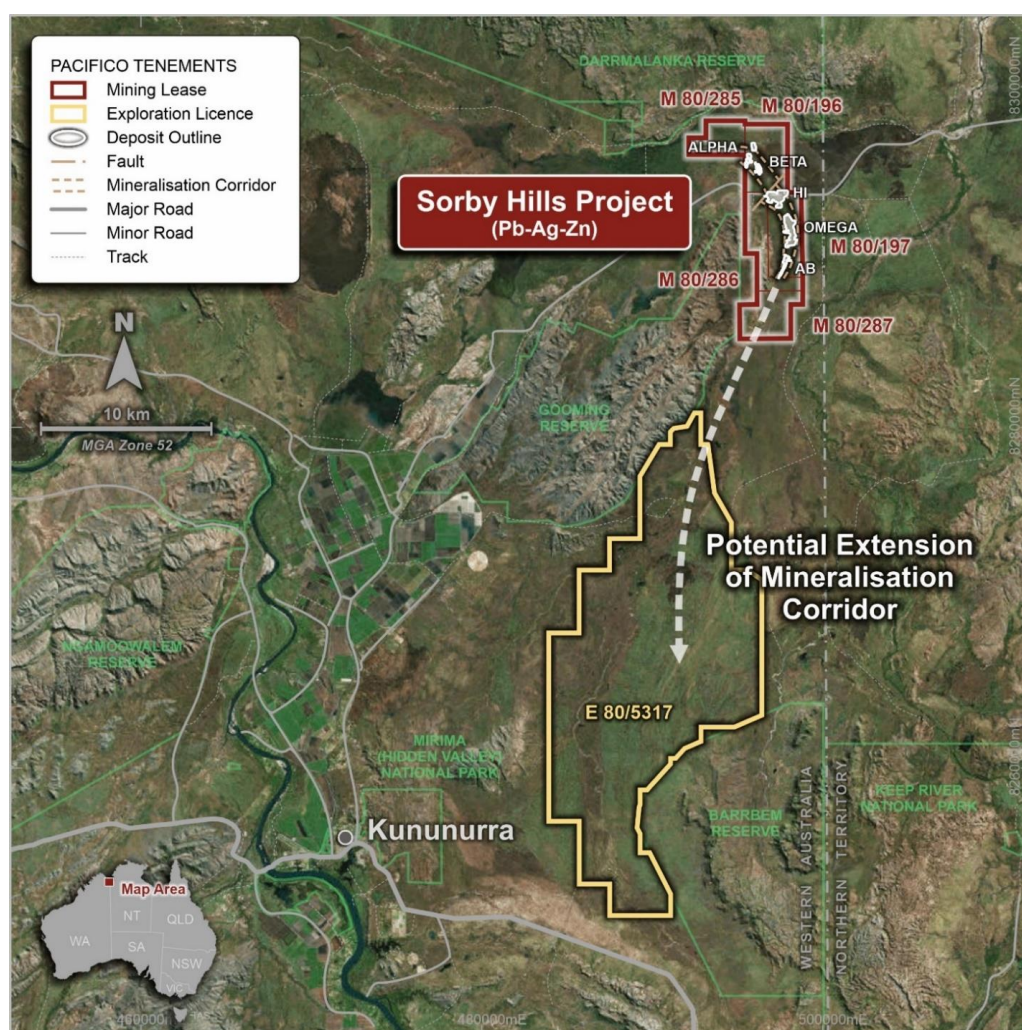 PACIFICO TENEMENTS
Mining Lease
Exploration Licence
Deposit Outline
Fault
Mineralisation Corridor
Major Road
Minor Road
Track
DARRMALANKA RESERVE
8300000mN
M 80/285
M 80/196
ALPHA
BETA
Sorby Hills Project
(Pb-Ag-Zn)
HI
OMEGA
M 80/197
AB
M 80/286
M 80/287
N
10 km
MGA Zone 52
GOOMING
RESERVE
8280000mN
Potential Extension
of Mineralisation
Corridor
RESERVE
E 80/5317
MIRIMA
(HIDDEN VALLEY)
NATIONAL PARK
8260000mN
KEEP RIVER
NATIONAL PARK
BARRBEM
RESERVE
WESTERN AUSTRALIA
NORTHERN TERRITORY
Kununurra
Map Area
NT
QLD
WA
SA
NSW
VIC
480000mE
500000mE